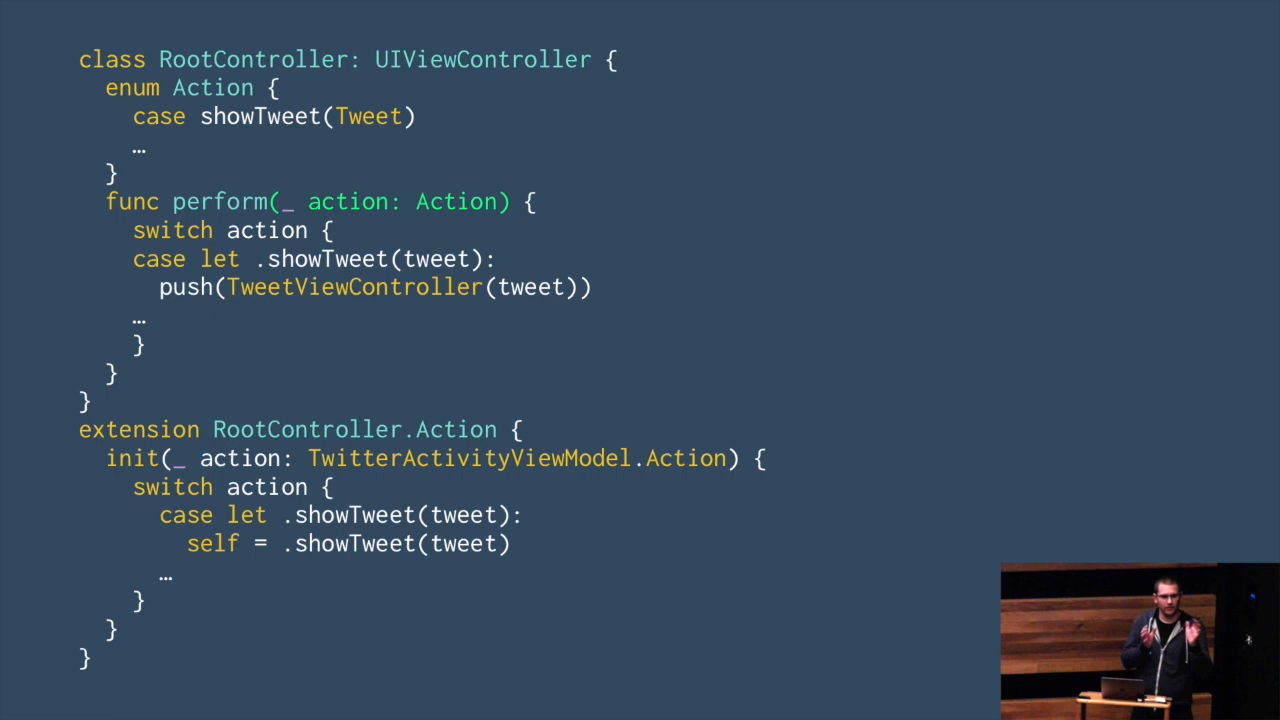 class RootController: UIViewController {
enum Action {
case showTweet(Tweet)
…
}
func perform(_ action: Action) {
switch action {
case let .showTweet(tweet):
push(TweetViewController(tweet))
…
}
}
}
extension RootController.Action {
init(_ action: TwitterActivityViewModel.Action) {
switch action {
case let .showTweet(tweet):
self = .showTweet(tweet)
…
}
}
}